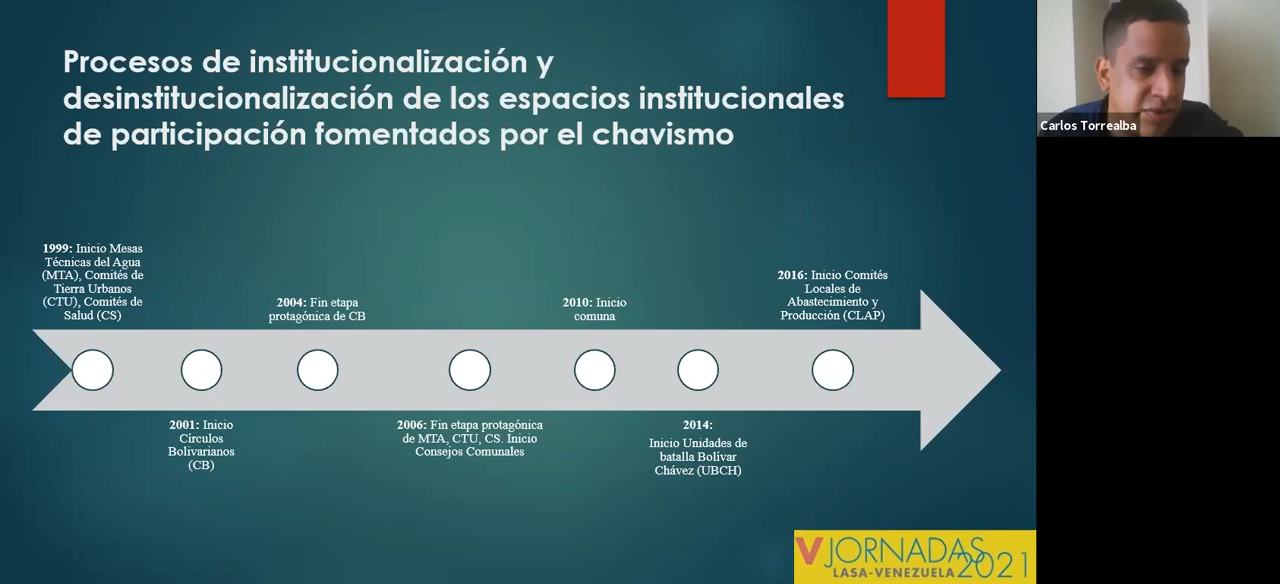 Procesos de institucionalización y
desinstitucionalización de los espacios institucionales
de participación fomentados por el chavismo
Carlos Torrealba
1999: Inicio Mesas
Técnicas del Agua
(MTA), Comités de
Tierra Urbanos
(CTU), Comités de
Salud (CS)
2001: Inicio
Círculos
Bolivarianos
(CB)
2004: Fin etapa
protagónica de CB
2006: Fin etapa protagónica
de MTA, CTU, CS. Inicio
Consejos Comunales
2010: Inicio
comuna
2014:
Inicio Unidades de
batalla Bolívar
Chávez (UBCH)
2016: Inicio Comités
Locales de
Abastecimiento y
Producción (CLAP)
V JORNADAS
LASA-VENEZUELA 2021